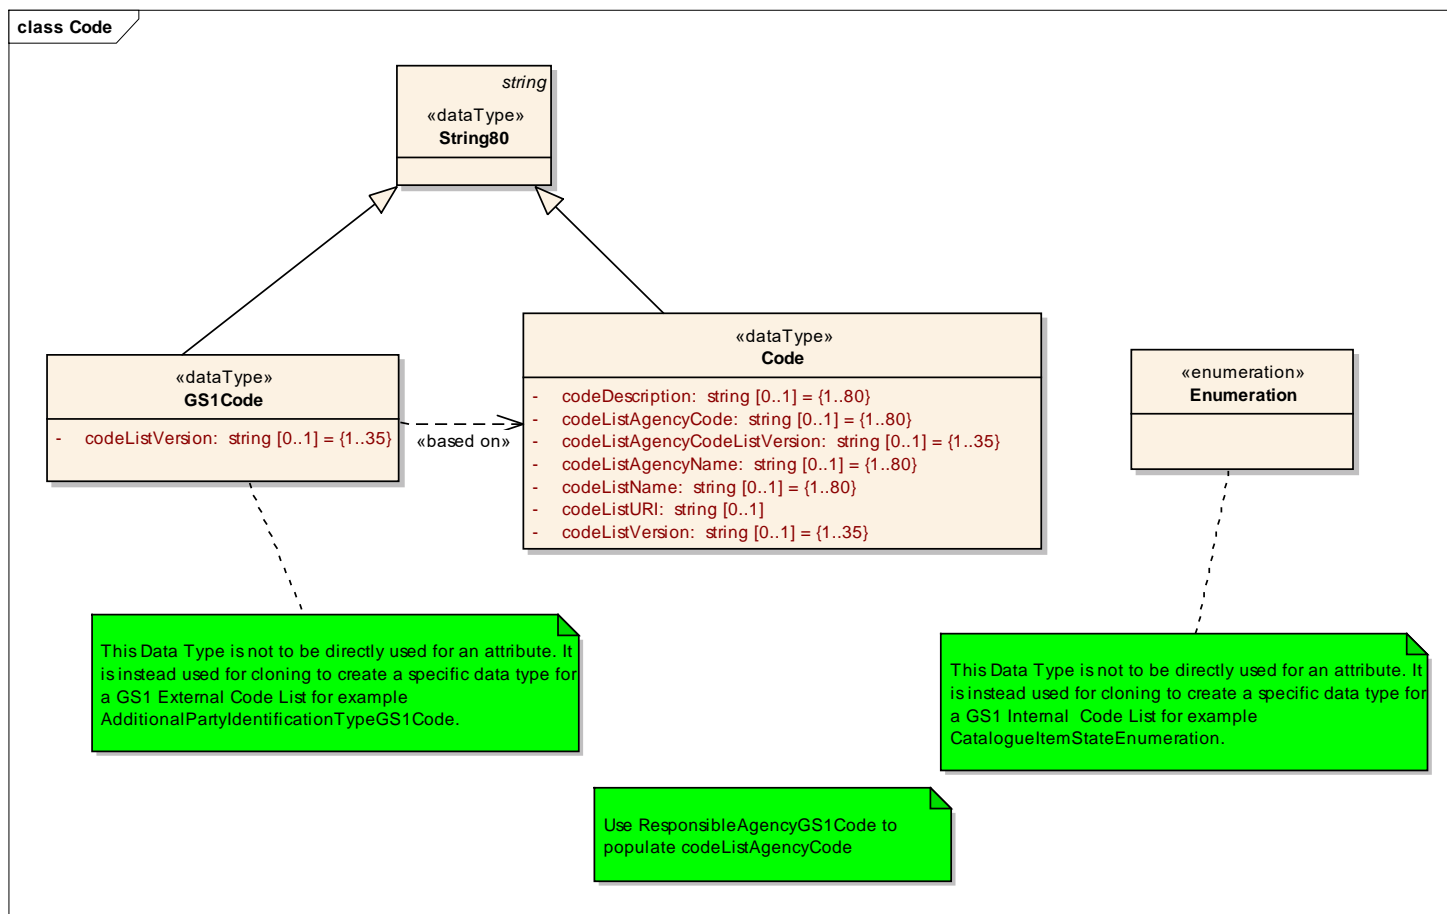 class Code
string
«dataType»
String80
«dataType»
GS1Code
- codeListVersion: string [0..1] = {1..35}
«based on»
«dataType»
Code
- codeDescription: string [0..1] = {1..80}
- codeListAgencyCode: string [0..1] = {1..80}
- codeListAgencyCodeListVersion: string [0..1] = {1..35}
- codeListAgencyName: string [0..1] = {1..80}
- codeListName: string [0..1] = {1..80}
- codeListURI: string [0..1]
- codeListVersion: string [0..1] = {1..35}
«enumeration»
Enumeration
This Data Type is not to be directly used for an attribute. It
is instead used for cloning to create a specific data type for
a GS1 External Code List for example
AdditionalPartyIdentificationTypeGS1Code.
This Data Type is not to be directly used for an attribute. It
is instead used for cloning to create a specific data type for
a GS1 Internal Code List for example
CatalogueItemStateEnumeration.
Use ResponsibleAgencyGS1Code to
populate codeListAgencyCode